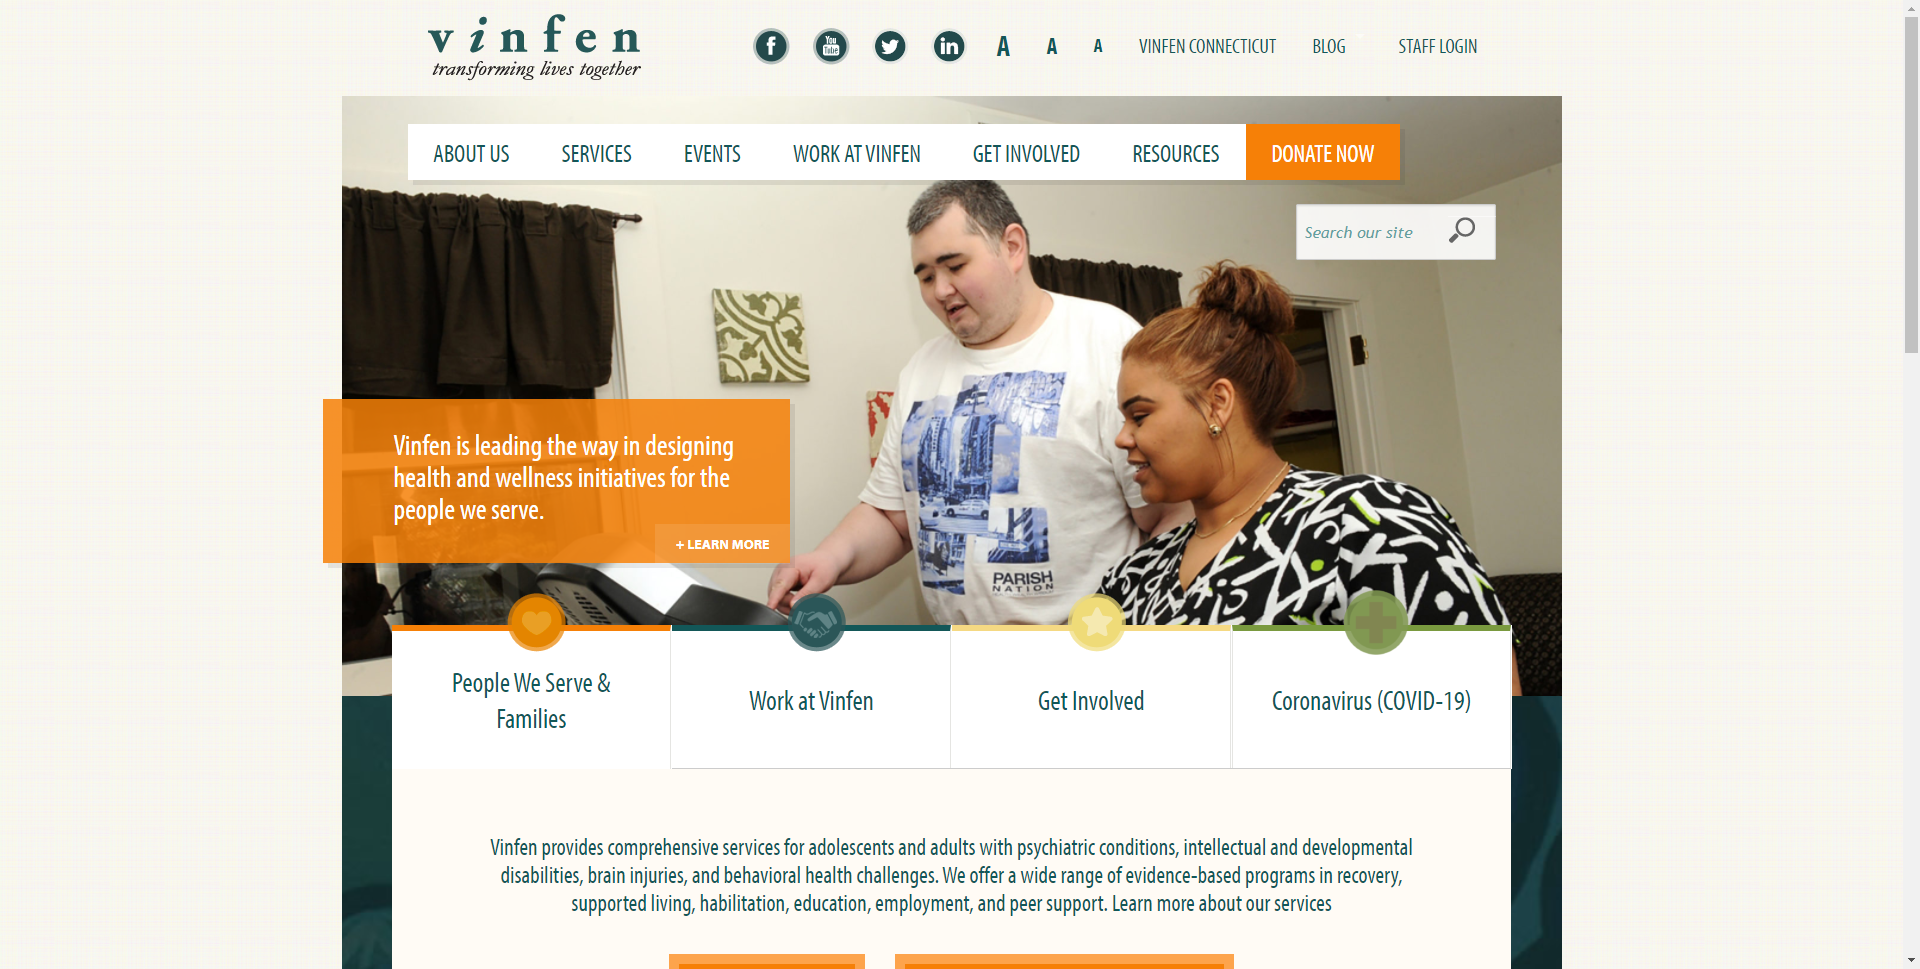 vinfen
transforming lives together
f
You
Tube
in
A
A
A
VINFEN CONNECTICUT
BLOG
STAFF LOGIN
ABOUT US
SERVICES
EVENTS
WORK AT VINFEN
GET INVOLVED
RESOURCES
DONATE NOW
Search our site
Vinfen is leading the way in designing
health and wellness initiatives for the
people we serve.
+ LEARN MORE
PARISH
NATION
People We Serve &
Families
Work at Vinfen
Get Involved
Coronavirus (COVID-19)
Vinfen provides comprehensive services for adolescents and adults with psychiatric conditions, intellectual and developmental
disabilities, brain injuries, and behavioral health challenges. We offer a wide range of evidence-based programs in recovery,
supported living, habilitation, education, employment, and peer support. Learn more about our services